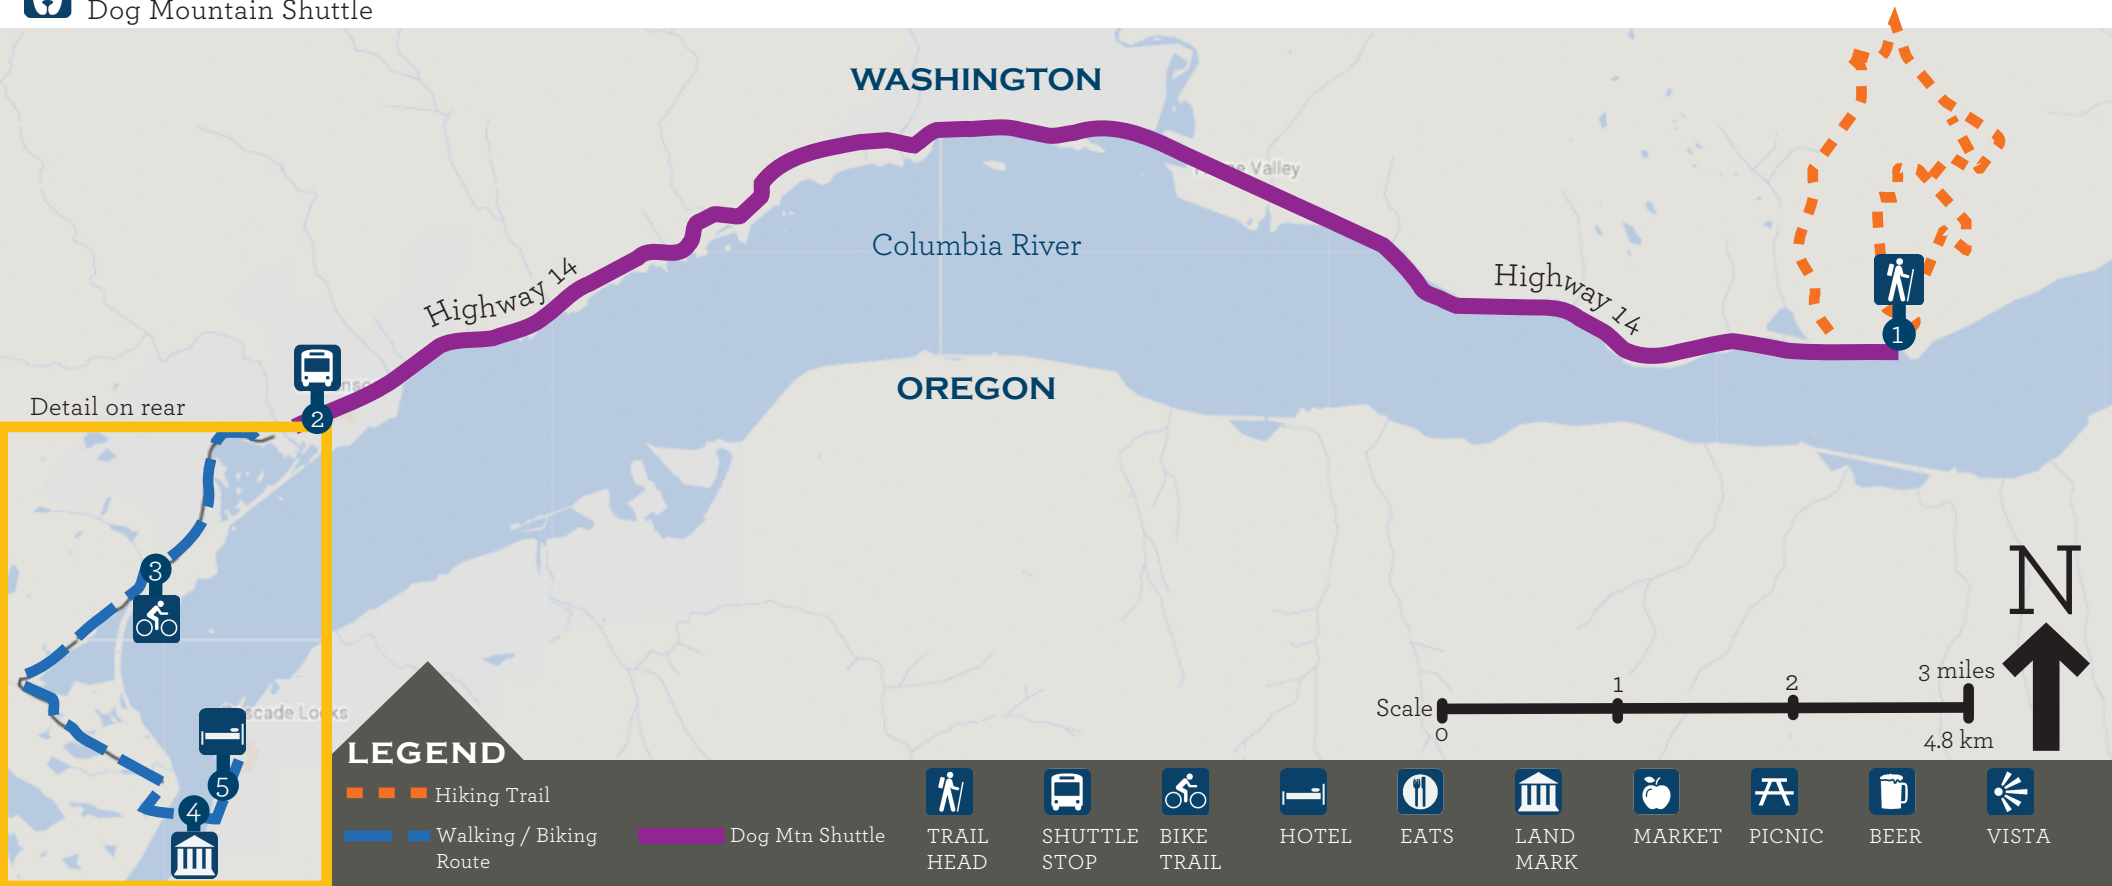 Dog Mountain Shuttle
WASHINGTON
Valley
Columbia River
Highway 14
Highway 14
1
OREGON
2
Detail on rear
3
N
3 miles
1
2
Scale
0
4.8 km
5
4
LEGEND
Hiking Trail
Walking / Biking
Route
Dog Mtn Shuttle
TRAIL
HEAD
SHUTTLE
STOP
BIKE
TRAIL
HOTEL
EATS
LAND
MARK
MARKET
PICNIC
BEER
VISTA